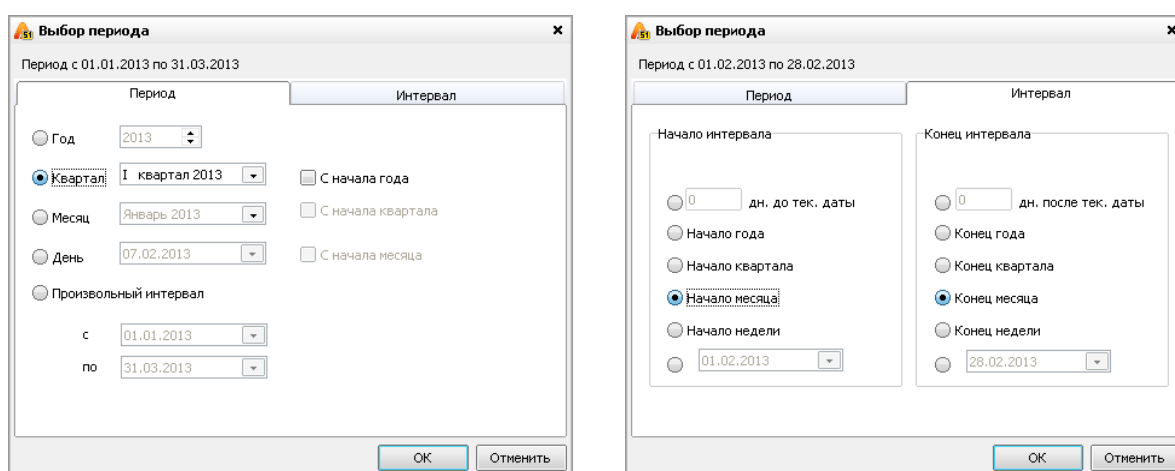 51 Выбор периода
Период с 01.01.2013 по 31.03.2013
Период Интервал
Год 2013
Квартал I квартал 2013 С начала года
Месяц Январь 2013 С начала квартала
День 07.02.2013 С начала месяца
Произвольный интервал
с 01.01.2013
по 31.03.2013
ОК Отменить
51 Выбор периода
Период с 01.02.2013 по 28.02.2013
Период Интервал
Начало интервала Конец интервала
0 дн. до тек. даты 0 дн. после тек. даты
Начало года Конец года
Начало квартала Конец квартала
Начало месяца Конец месяца
Начало недели Конец недели
01.02.2013 28.02.2013
ОК Отменить